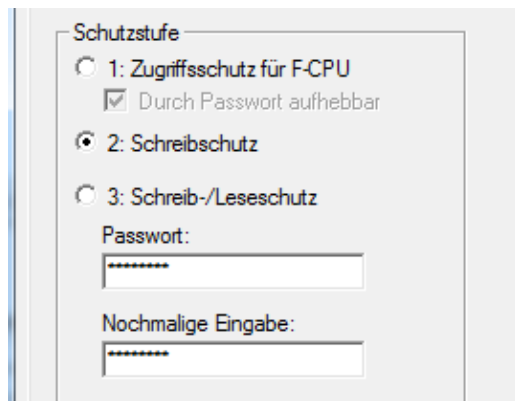 Schutzstufe
1: Zugriffsschutz für F-CPU
Durch Passwort aufhebbar
2: Schreibschutz
3: Schreib-/Leseschutz
Passwort:
********
Nochmalige Eingabe:
********